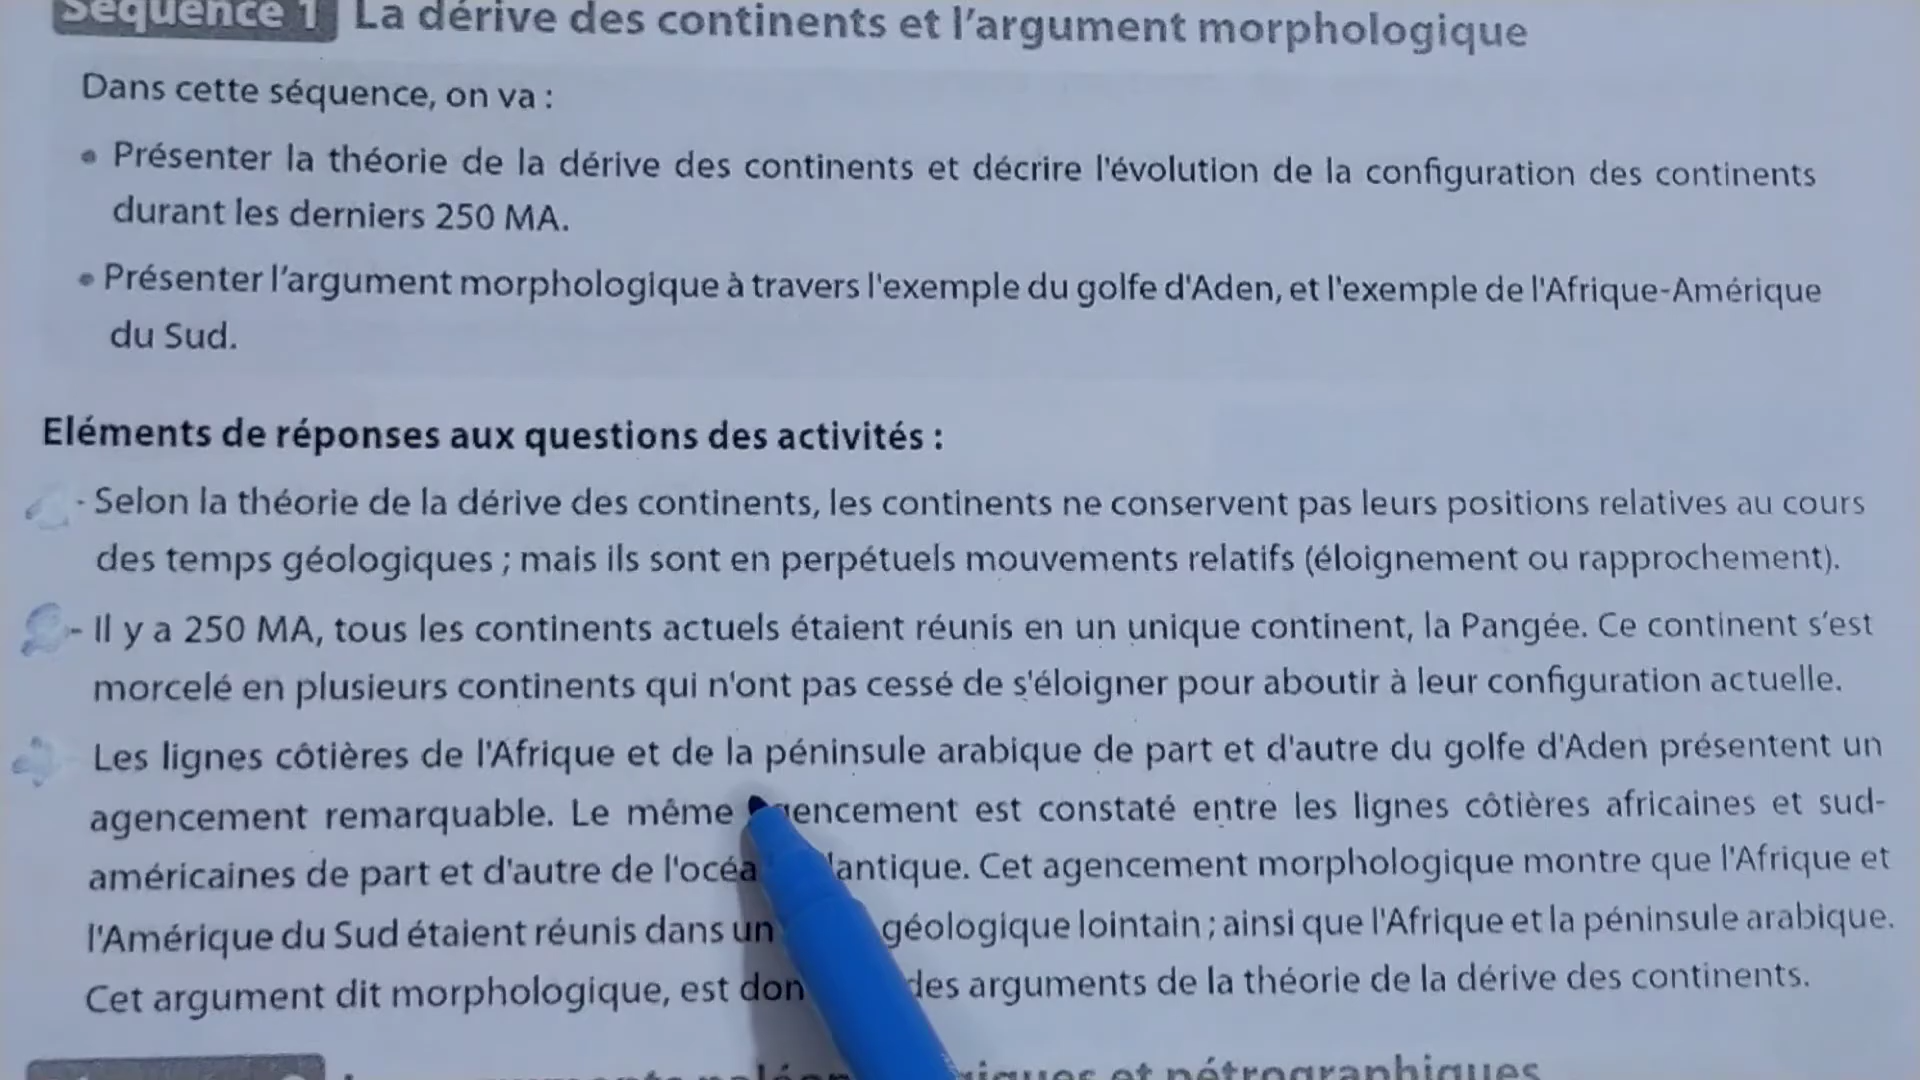 Séquence 1 La dérive des continents et l'argument morphologique
Dans cette séquence, on va :
• Présenter la théorie de la dérive des continents et décrire l'évolution de la configuration des continents
durant les derniers 250 MA.
• Présenter l'argument morphologique à travers l'exemple du golfe d'Aden, et l'exemple de l'Afrique-Amérique
du Sud.
Eléments de réponses aux questions des activités :
- Selon la théorie de la dérive des continents, les continents ne conservent pas leurs positions relatives au cours
des temps géologiques ; mais ils sont en perpétuels mouvements relatifs (éloignement ou rapprochement).
- Il y a 250 MA, tous les continents actuels étaient réunis en un unique continent, la Pangée. Ce continent s'est
morcelé en plusieurs continents qui n'ont pas cessé de s'éloigner pour aboutir à leur configuration actuelle.
Les lignes côtières de l'Afrique et de la péninsule arabique de part et d'autre du golfe d'Aden présentent un
agencement remarquable. Le même agencement est constaté entre les lignes côtières africaines et sud-
américaines de part et d'autre de l'océa lantique. Cet agencement morphologique montre que l'Afrique et
l'Amérique du Sud étaient réunis dans un géologique lointain ; ainsi que l'Afrique et la péninsule arabique.
Cet argument dit morphologique, est don des arguments de la théorie de la dérive des continents.
et pétrographiques